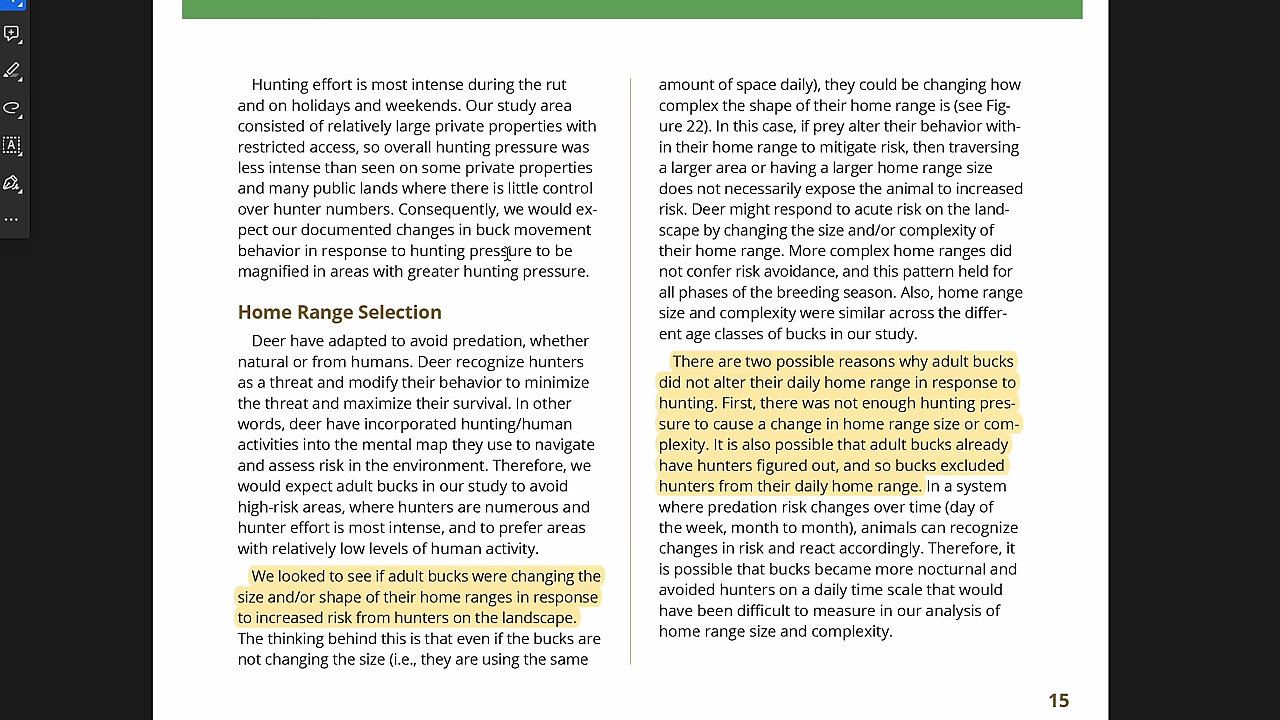 Hunting effort is most intense during the rut
and on holidays and weekends. Our study area
consisted of relatively large private properties with
restricted access, so overall hunting pressure was
less intense than seen on some private properties
and many public lands where there is little control
over hunter numbers. Consequently, we would ex-
pect our documented changes in buck movement
behavior in response to hunting pressure to be
magnified in areas with greater hunting pressure.
Home Range Selection
Deer have adapted to avoid predation, whether
natural or from humans. Deer recognize hunters
as a threat and modify their behavior to minimize
the threat and maximize their survival. In other
words, deer have incorporated hunting/human
activities into the mental map they use to navigate
and assess risk in the environment. Therefore, we
would expect adult bucks in our study to avoid
high-risk areas, where hunters are numerous and
hunter effort is most intense, and to prefer areas
with relatively low levels of human activity.
We looked to see if adult bucks were changing the
size and/or shape of their home ranges in response
to increased risk from hunters on the landscape.
The thinking behind this is that even if the bucks are
not changing the size (i.e., they are using the same
amount of space daily), they could be changing how
complex the shape of their home range is (see Fig-
ure 22). In this case, if prey alter their behavior with-
in their home range to mitigate risk, then traversing
a larger area or having a larger home range size
does not necessarily expose the animal to increased
risk. Deer might respond to acute risk on the land-
scape by changing the size and/or complexity of
their home range. More complex home ranges did
not confer risk avoidance, and this pattern held for
all phases of the breeding season. Also, home range
size and complexity were similar across the differ-
ent age classes of bucks in our study.
There are two possible reasons why adult bucks
did not alter their daily home range in response to
hunting. First, there was not enough hunting pres-
sure to cause a change in home range size or com-
plexity. It is also possible that adult bucks already
have hunters figured out, and so bucks excluded
hunters from their daily home range. In a system
where predation risk changes over time (day of
the week, month to month), animals can recognize
changes in risk and react accordingly. Therefore, it
is possible that bucks became more nocturnal and
avoided hunters on a daily time scale that would
have been difficult to measure in our analysis of
home range size and complexity.
15